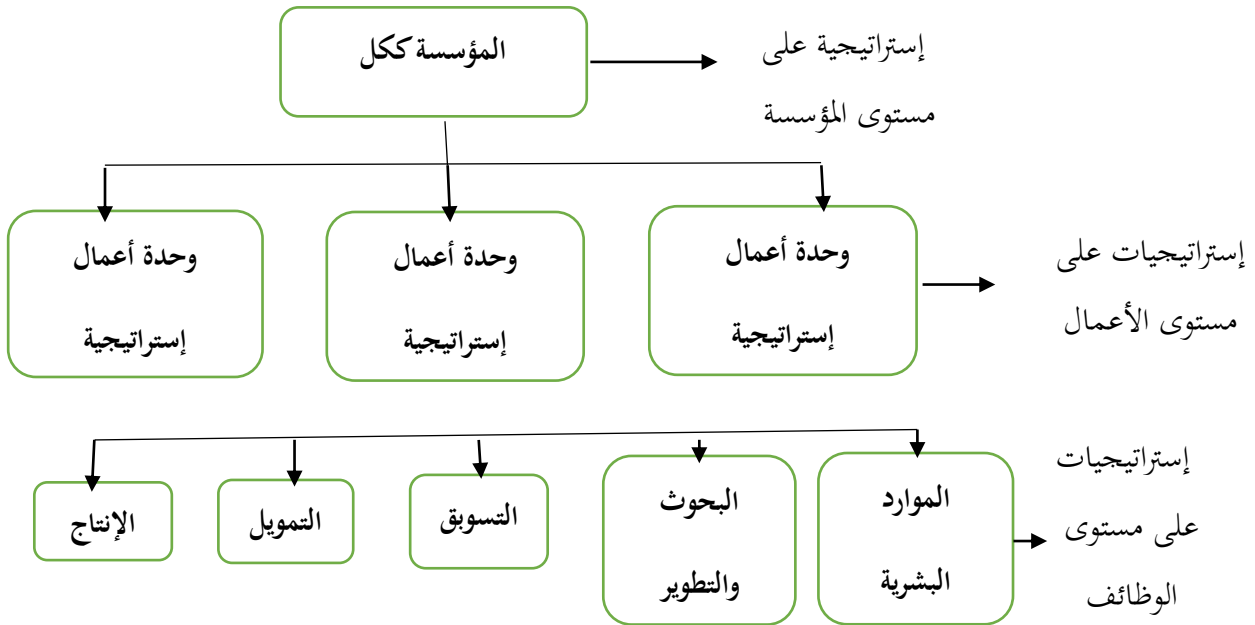 المؤسسة ككل
إستراتيجية على
مستوى المؤسسة
وحدة أعمال
إستراتيجية
وحدة أعمال
إستراتيجية
وحدة أعمال
إستراتيجية
إستراتيجيات على
مستوى الأعمال
الموارد
البشرية
البحوث
والتطوير
التسوبق
التمويل
الإنتاج
إستراتيجيات
على مستوى
الوظائف